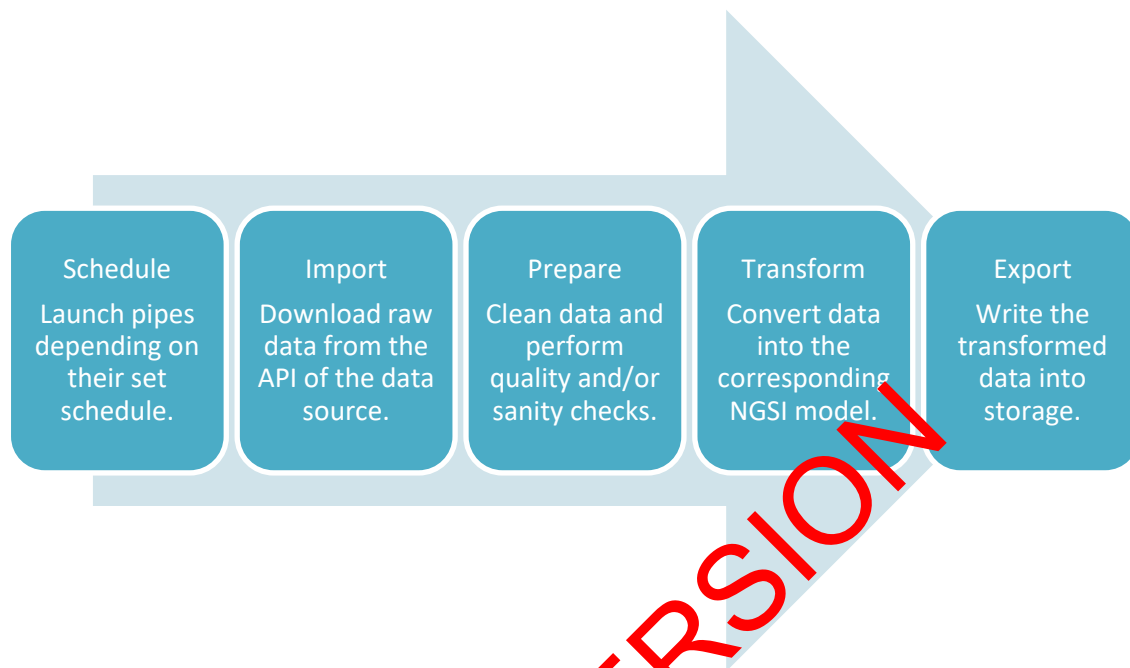 Schedule
Launch pipes
depending on
their set
schedule.
Import
Download raw
data from the
API of the data
source.
Prepare
Clean data and
perform
quality and/or
sanity checks.
Transform
Convert data
into the
corresponding
NGSI model.
Export
Write the
transformed
data into
storage.
ERSION